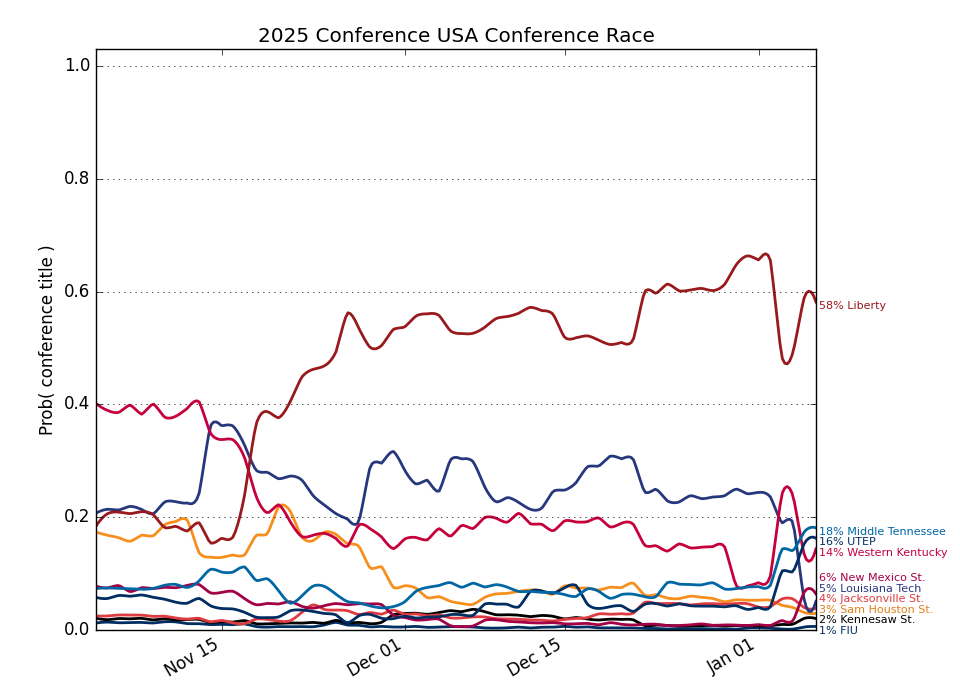 2025 Conference USA Conference Race
1.0
0.8
0.6
0.4
0.2
0.0
Prob( conference title )
58% Liberty
18% Middle Tennessee
16% UTEP
14% Western Kentucky
6% New Mexico St.
5% Louisiana Tech
4% Jacksonville St.
3% Sam Houston St.
2% Kennesaw St.
1% FIU
Nov 15
Dec 01
Dec 15
Jan 01